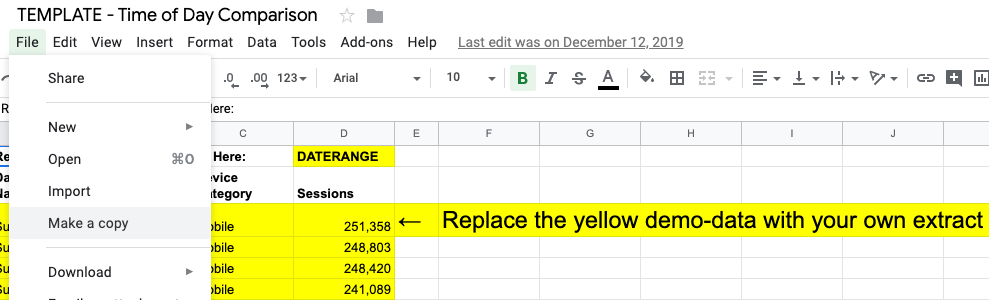 TEMPLATE - Time of Day Comparison
File Edit View Insert Format Data Tools Add-ons Help Last edit was on December 12, 2019
Share
.0 .00 123 Arial 10 B I S A
New
Open ⌘O
Import
Make a copy
Download
ere:
C D E F G H I J
Here: DATERANGE
evice
ategory Sessions
obile 251,358 ← Replace the yellow demo-data with your own extract
obile 248,803
obile 248,420
obile 241,089